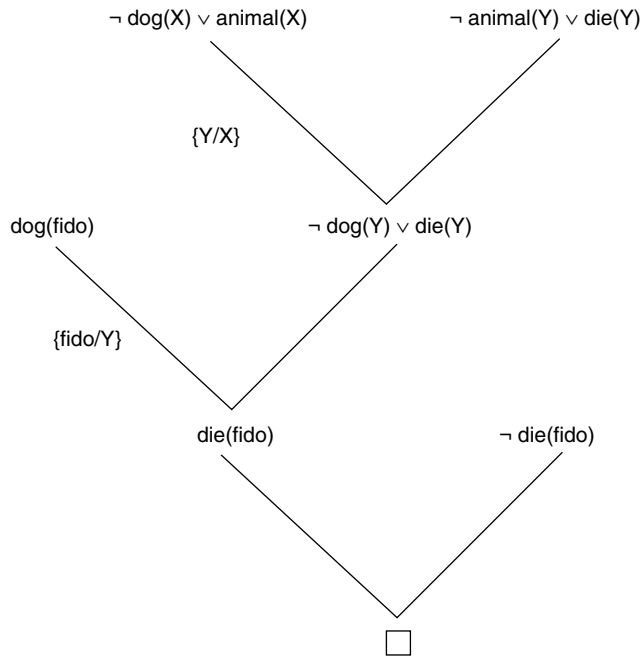 ¬ dog(X) ∨ animal(X)
¬ animal(Y) ∨ die(Y)
{Y/X}
dog(fido)
¬ dog(Y) ∨ die(Y)
{fido/Y}
die(fido)
¬ die(fido)